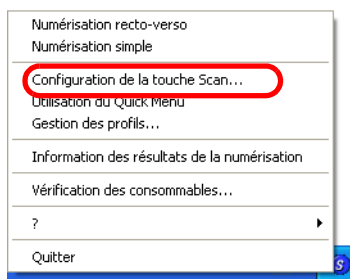 Numérisation recto-verso
Numérisation simple
Configuration de la touche Scan...
Utilisation du Quick Menu
Gestion des profils...
Information des résultats de la numérisation
Vérification des consommables...
?
Quitter
S